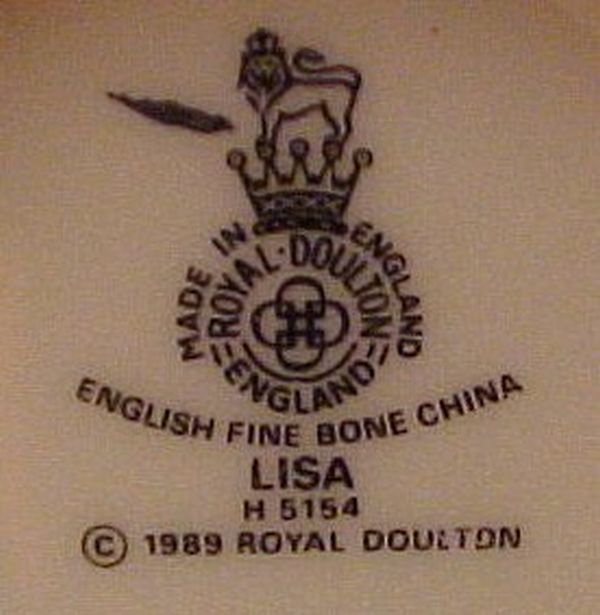 MADE IN ENGLAND
ROYAL·DOULTON
ENGLAND
ENGLISH FINE BONE CHINA
LISA
H 5154
© 1989 ROYAL DOULTON